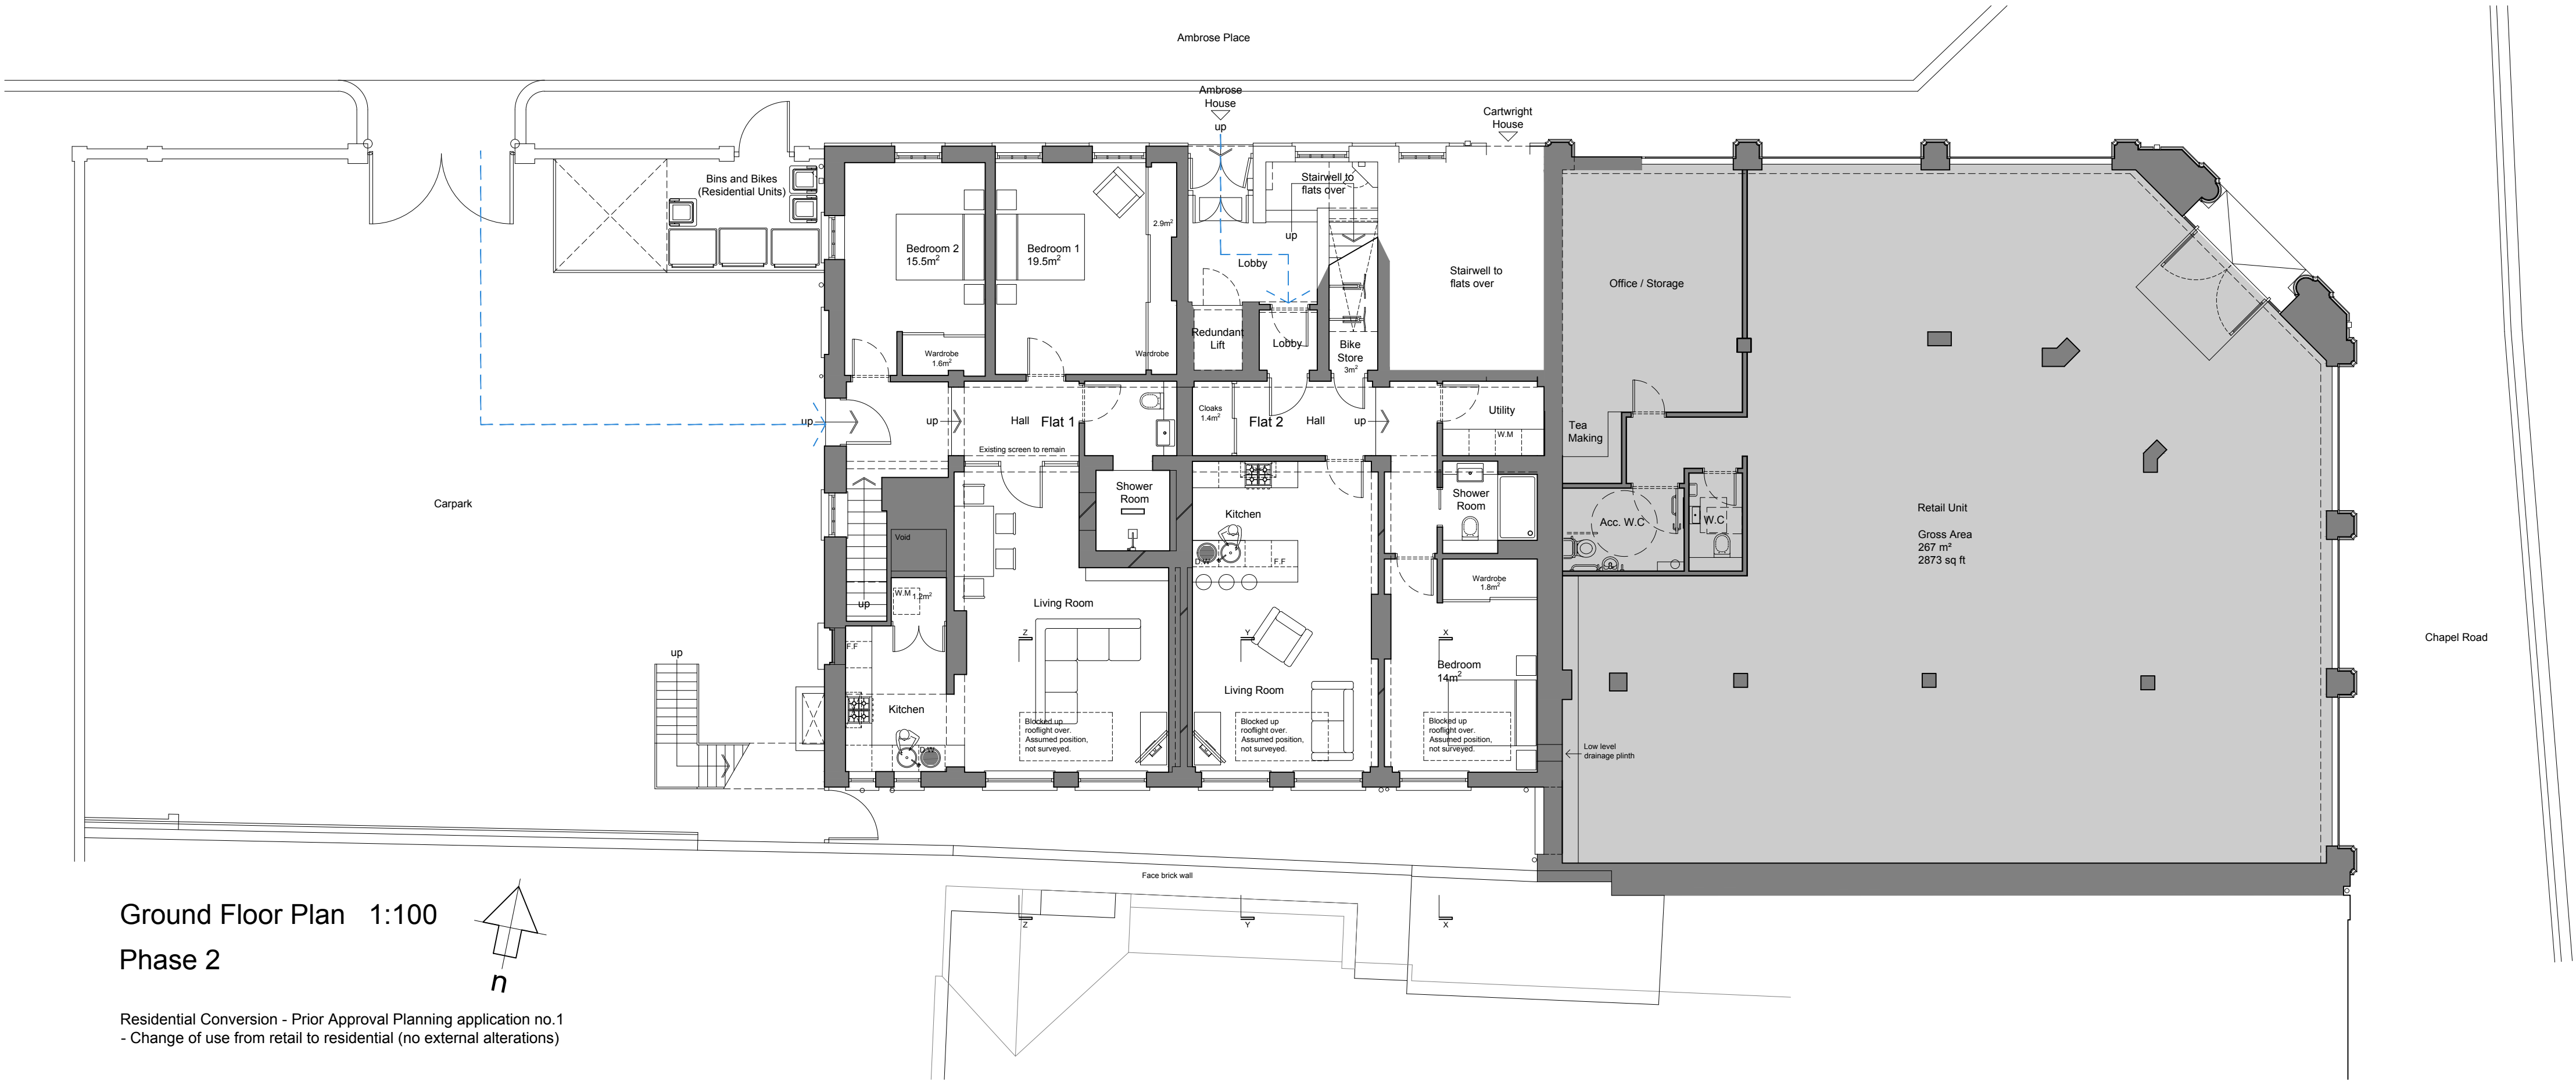 Ambrose Place
Ambrose
House
up
Cartwright
House
Bins and Bikes
(Residential Units)
Bedroom 2
15.5m²
Wardrobe
1.6m²
Bedroom 1
19.5m²
2.9m²
Wardrobe
Stairwell to
flats over
up
Lobby
Redundant
Lift
Lobby
Bike
Store
3m²
Stairwell to
flats over
Office / Storage
up
up
Hall
Flat 1
Existing screen to remain
Cloaks
1.4m²
Flat 2
Hall
up
Utility
W.M
Tea
Making
Carpark
Void
W.M
1.2m²
up
Shower
Room
Kitchen
D.W
F.F
Shower
Room
Acc. W.C
W.C
Retail Unit
Gross Area
267 m²
2873 sq ft
Wardrobe
1.8m²
Living Room
Z
Y
X
up
F.F
Kitchen
D.W
Living Room
Bedroom
14m²
Blocked up
rooflight over.
Assumed position,
not surveyed.
Blocked up
rooflight over.
Assumed position,
not surveyed.
Blocked up
rooflight over.
Assumed position,
not surveyed.
Low level
drainage plinth
Chapel Road
Face brick wall
Z
Y
X
Ground Floor Plan 1:100
Phase 2
n
Residential Conversion - Prior Approval Planning application no.1
- Change of use from retail to residential (no external alterations)